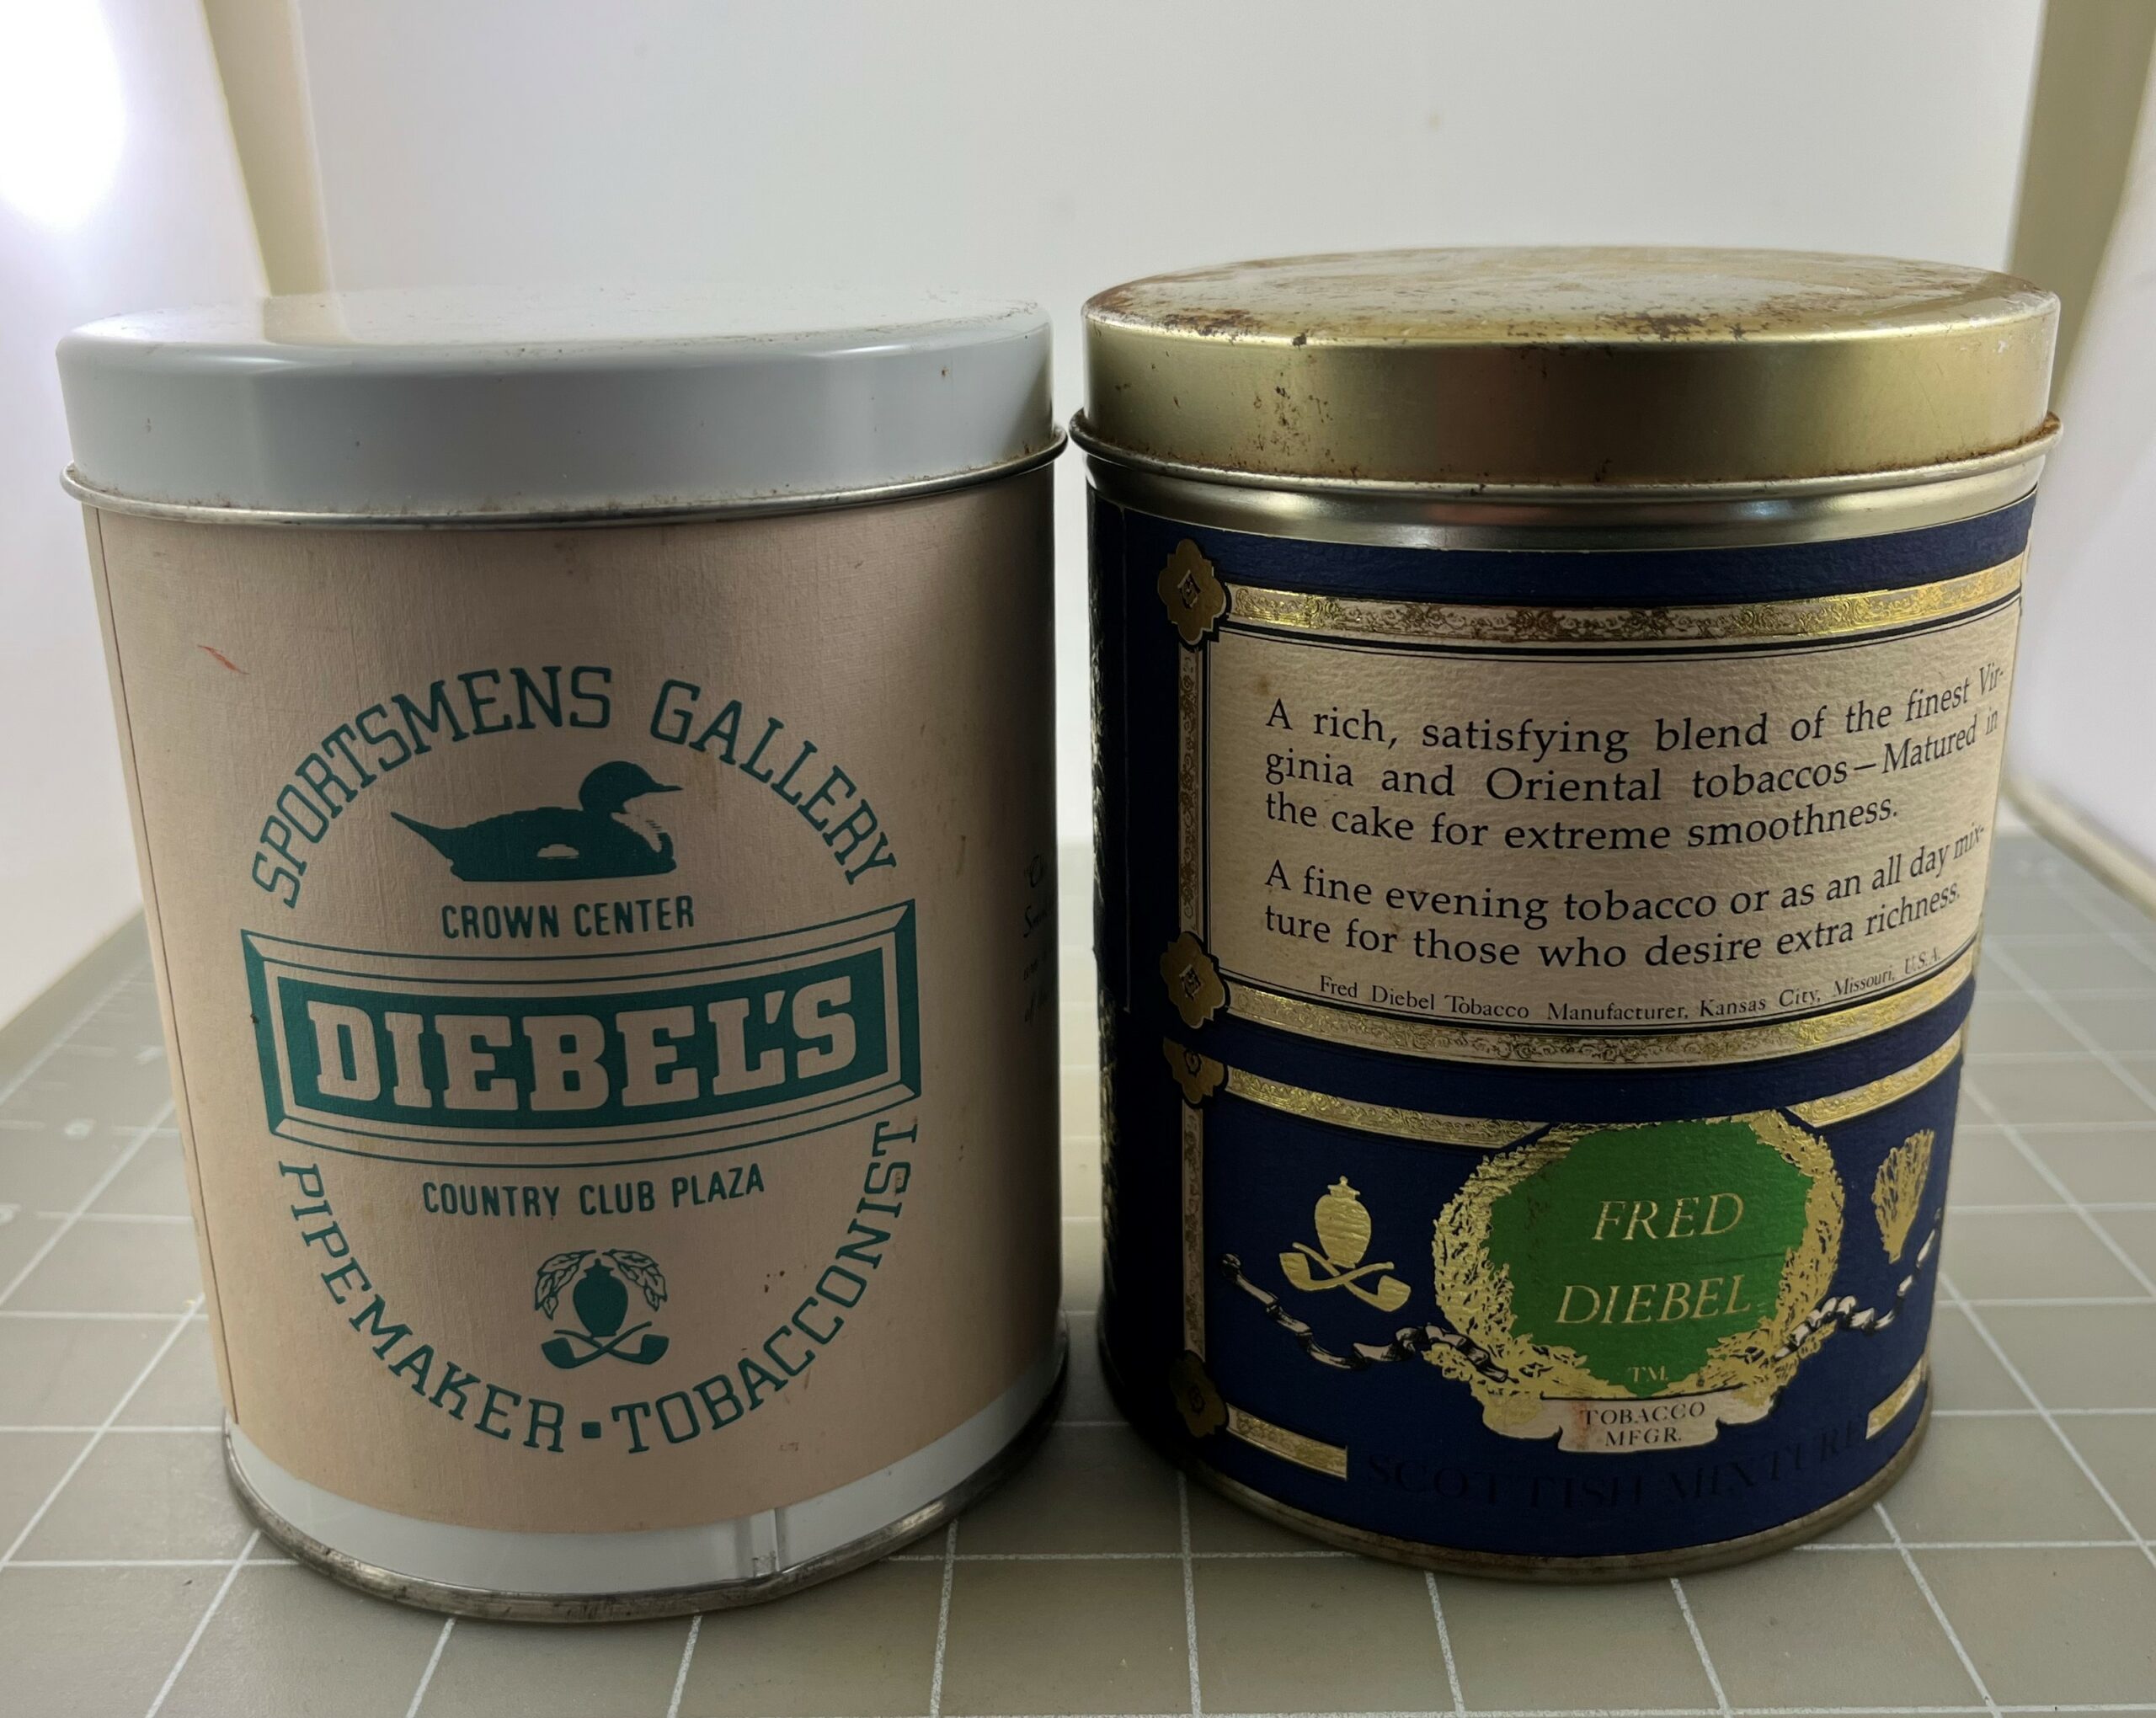 SPORTSMENS GALLERY
CROWN CENTER
DIEBEL'S
COUNTRY CLUB PLAZA
PIPEMAKER▪TOBACCONIST
A rich, satisfying blend of the finest Vir-
ginia and Oriental tobaccos—Matured in
the cake for extreme smoothness.
A fine evening tobacco or as an all day mix-
ture for those who desire extra richness.
Fred Diebel Tobacco Manufacturer, Kansas City, Missouri, U.S.A.
FRED
DIEBEL
TM
TOBACCO
MFGR.
SCOTTISH MIXTURE